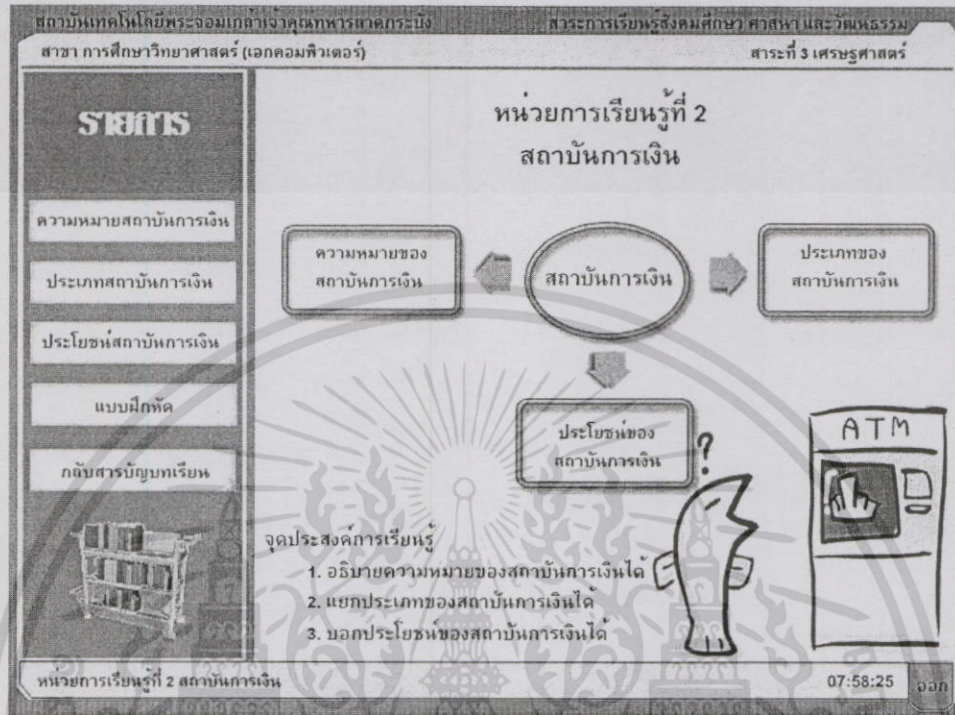 สถาบันเทคโนโลยีพระจอมเกล้าเจ้าคุณทหารลาดกระบัง
สาระการเรียนรู้สังคมศึกษา ศาสนา และวัฒนธรรม
สาขา การศึกษาวิทยาศาสตร์ (เอกคอมพิวเตอร์)
สาระที่ 3 เศรษฐศาสตร์
รายการ
ความหมายสถาบันการเงิน
ประเภทสถาบันการเงิน
ประโยชน์สถาบันการเงิน
แบบฝึกหัด
กลับสารบัญบทเรียน
หน่วยการเรียนรู้ที่ 2
สถาบันการเงิน
ความหมายของ
สถาบันการเงิน
สถาบันการเงิน
ประเภทของ
สถาบันการเงิน
ประโยชน์ของ
สถาบันการเงิน
?
ATM
จุดประสงค์การเรียนรู้
1. อธิบายความหมายของสถาบันการเงินได้
2. แยกประเภทของสถาบันการเงินได้
3. บอกประโยชน์ของสถาบันการเงินได้
หน่วยการเรียนรู้ที่ 2 สถาบันการเงิน
07:58:25
ออก